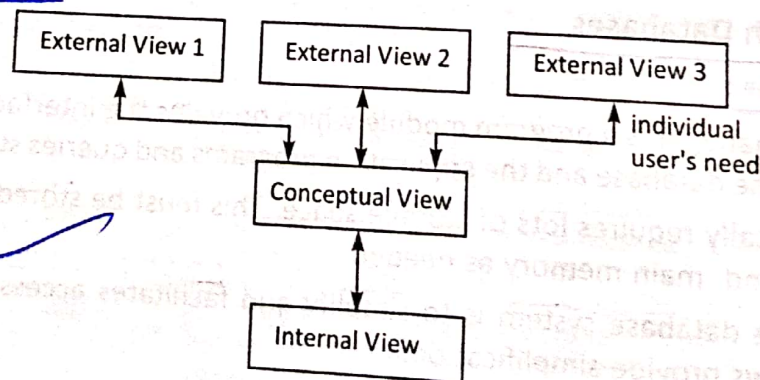 External View 1
External View 2
External View 3
individual
user's need
Conceptual View
Internal View